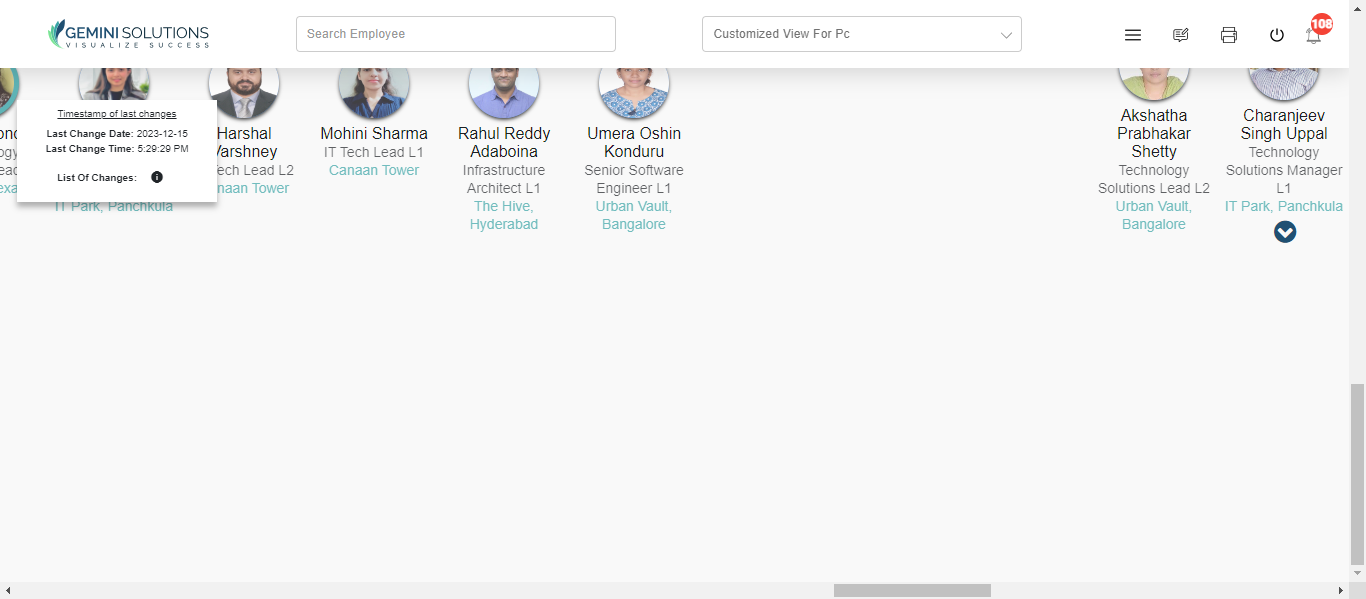 GEMINI SOLUTIONS
VISUALIZE SUCCESS
Search Employee
Customized View For Pc
108
Timestamp of last changes
Last Change Date: 2023-12-15
Last Change Time: 5:29:29 PM
List Of Changes:
IT Park, Panchkula
Harshal
Varshney
ech Lead L2
naan Tower
Mohini Sharma
IT Tech Lead L1
Canaan Tower
Rahul Reddy
Adaboina
Infrastructure
Architect L1
The Hive,
Hyderabad
Umera Oshin
Konduru
Senior Software
Engineer L1
Urban Vault,
Bangalore
Akshatha
Prabhakar
Shetty
Technology
Solutions Lead L2
Urban Vault,
Bangalore
Charanjeev
Singh Uppal
Technology
Solutions Manager
L1
IT Park, Panchkula